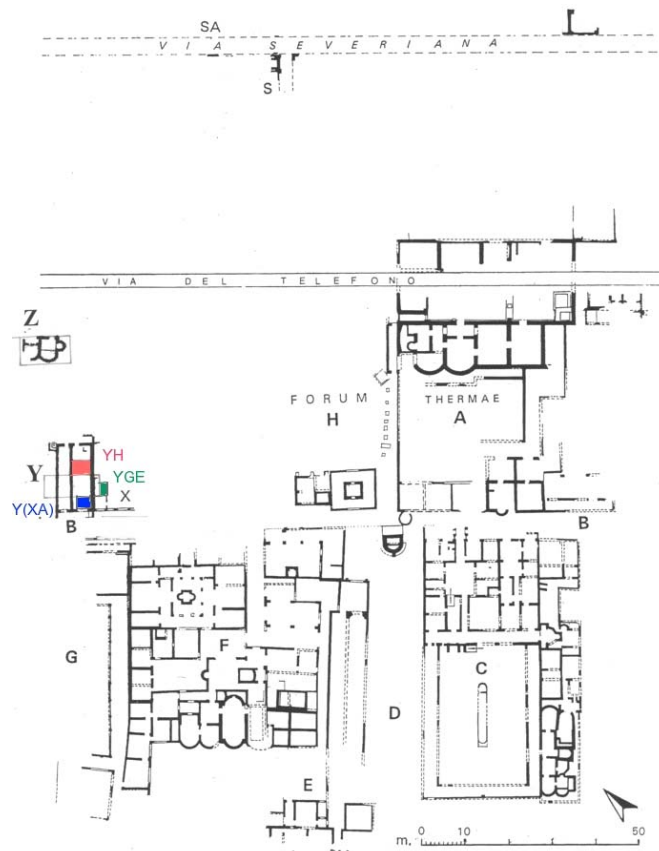 SA
VIA SEVERIANA
S
VIA DEL TELEFONO
Z
FORUM THERMAE
H A
YH
Y YGE
X
Y(XA)
B B
F
G C
D
E
m. 0 10 50